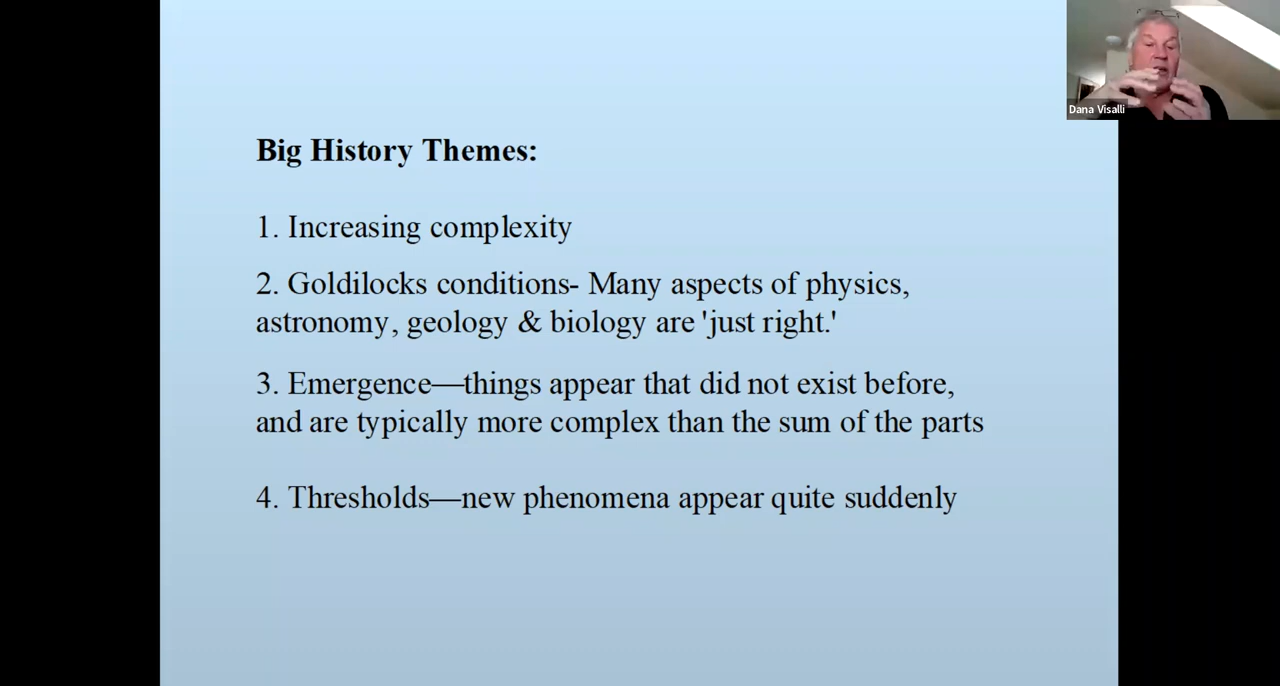 Dana Visalli
Big History Themes:
1. Increasing complexity
2. Goldilocks conditions- Many aspects of physics,
astronomy, geology & biology are 'just right.'
3. Emergence—things appear that did not exist before,
and are typically more complex than the sum of the parts
4. Thresholds—new phenomena appear quite suddenly